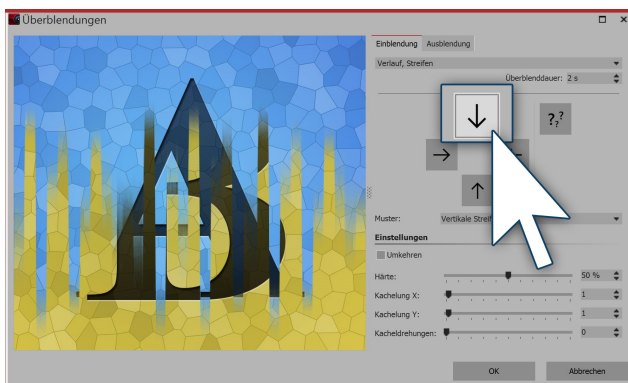 Überblendungen
Einblendung Ausblendung
Verlauf, Streifen
Überblenddauer: 2 s
???
Muster: Vertikale
Einstellungen
Umkehren
Härte: 50 %
Kachelung X: 1
Kachelung Y: 1
Kacheldrehungen: 0
OK Abbrechen